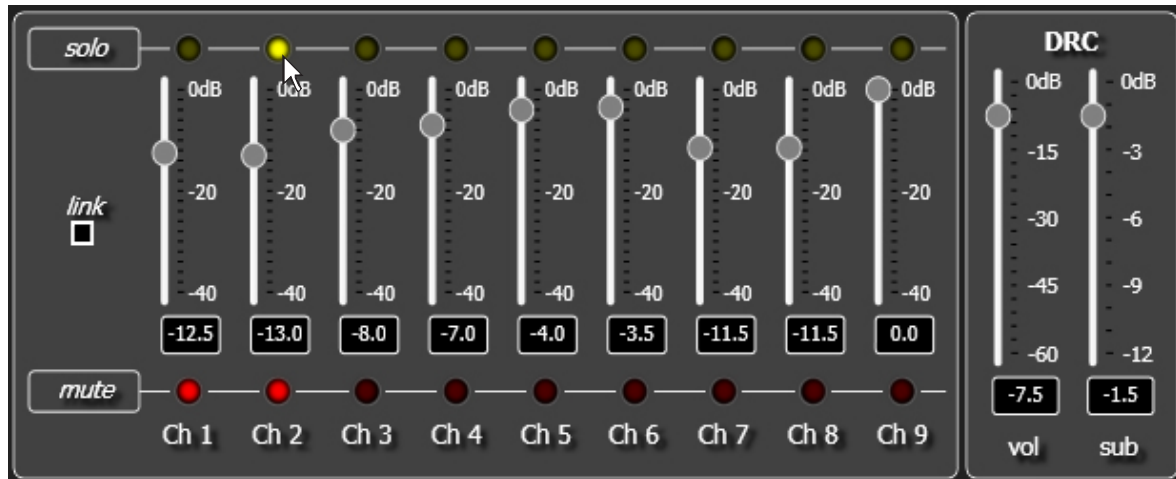 solo
DRC
0dB 0dB 0dB 0dB 0dB 0dB 0dB 0dB 0dB
0dB 0dB
-15 -3
-20 -20 -20 -20 -20 -20 -20 -20 -20
link
-30 -6
-40 -40 -40 -40 -40 -40 -40 -40 -40
-45 -9
-12.5 -13.0 -8.0 -7.0 -4.0 -3.5 -11.5 -11.5 0.0
-60 -12
mute
-7.5 -1.5
Ch 1 Ch 2 Ch 3 Ch 4 Ch 5 Ch 6 Ch 7 Ch 8 Ch 9
vol sub